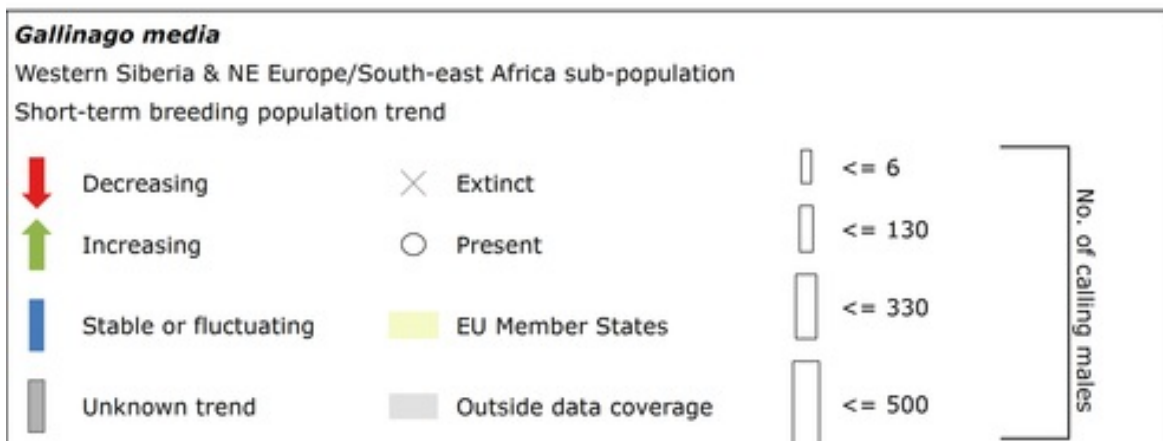 Gallinago media
Western Siberia & NE Europe/South-east Africa sub-population
Short-term breeding population trend
Decreasing
Increasing
Stable or fluctuating
Unknown trend
Extinct
Present
EU Member States
Outside data coverage
<= 6
<= 130
<= 330
<= 500
No. of calling males